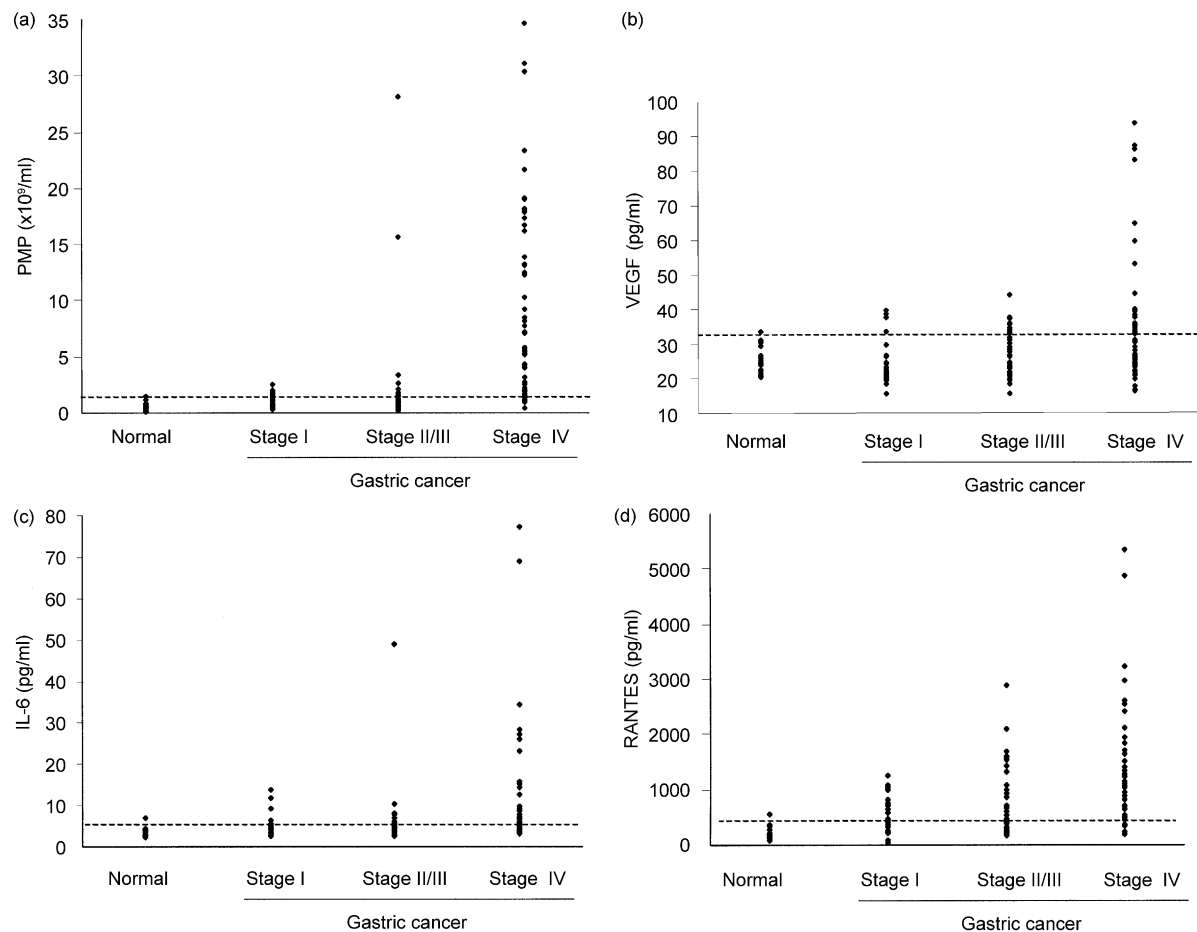 (a)
35
30
25
20
15
10
5
0
PMP (x10⁹/ml)
Normal Stage I Stage II/III Stage IV
Gastric cancer
(b)
100
90
80
70
60
50
40
30
20
10
VEGF (pg/ml)
Normal Stage I Stage II/III Stage IV
Gastric cancer
(c)
80
70
60
50
40
30
20
10
0
IL-6 (pg/ml)
Normal Stage I Stage II/III Stage IV
Gastric cancer
(d)
6000
5000
4000
3000
2000
1000
0
RANTES (pg/ml)
Normal Stage I Stage II/III Stage IV
Gastric cancer